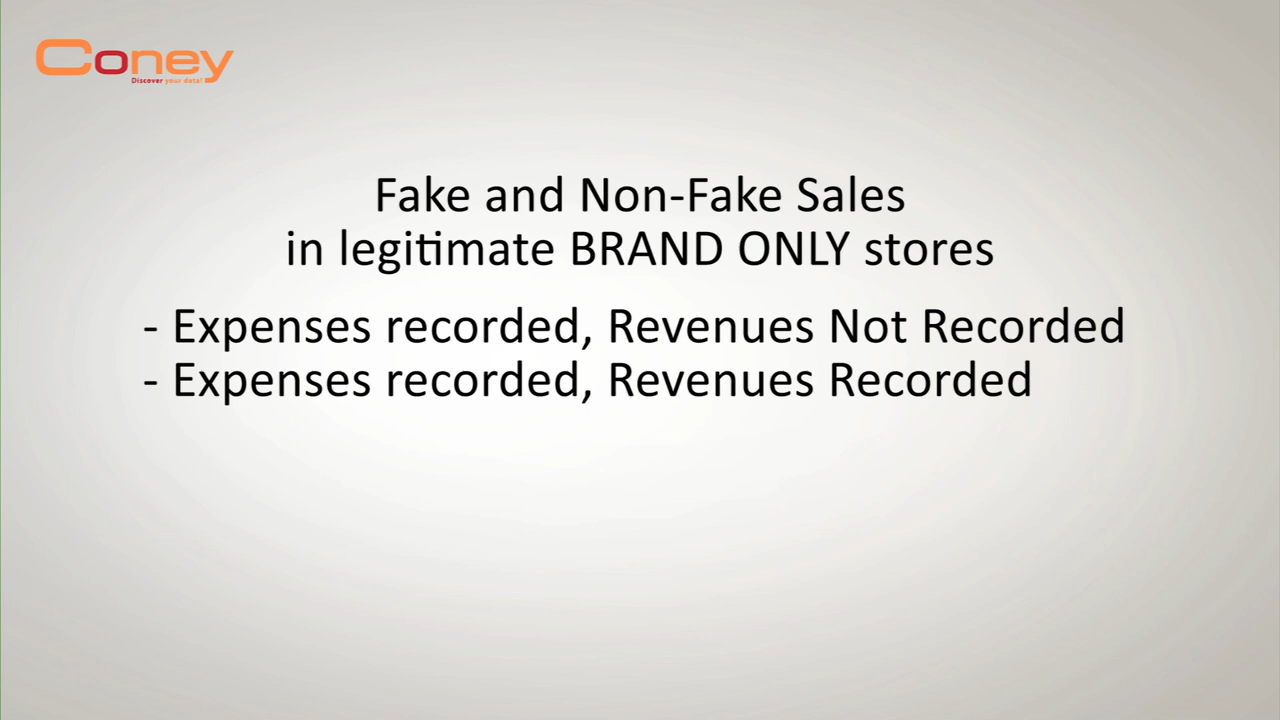 Coney
Discover your data!
Fake and Non-Fake Sales
in legitimate BRAND ONLY stores
- Expenses recorded, Revenues Not Recorded
- Expenses recorded, Revenues Recorded